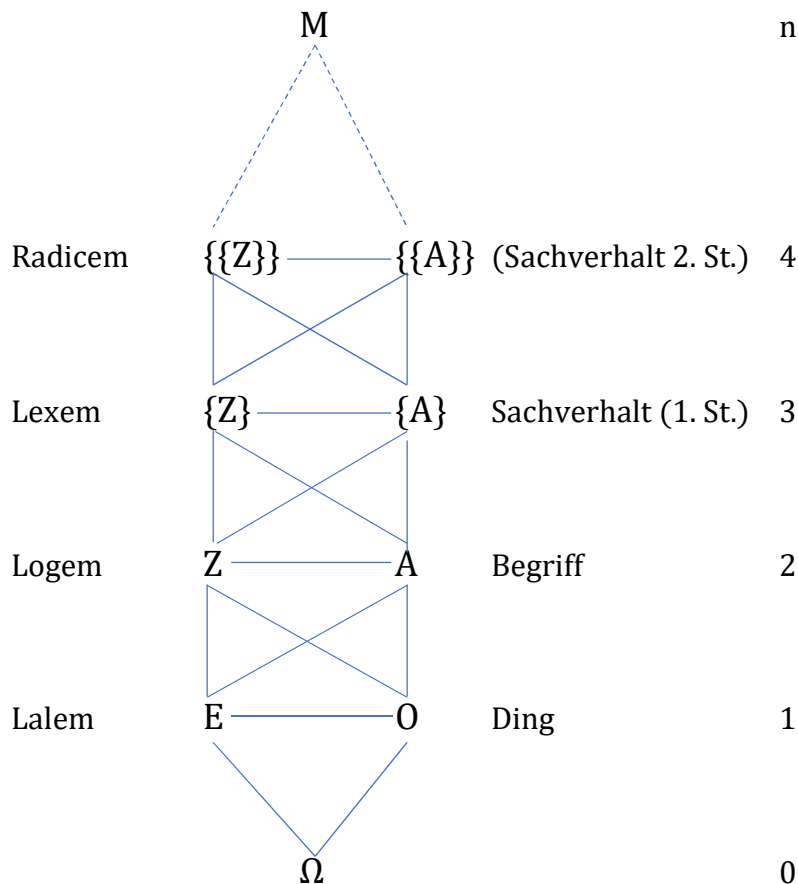 M n
Radicem {{Z}} {{A}} (Sachverhalt 2. St.) 4
Lexem {Z} {A} Sachverhalt (1. St.) 3
Logem Z A Begriff 2
Lalem E O Ding 1
Ω 0